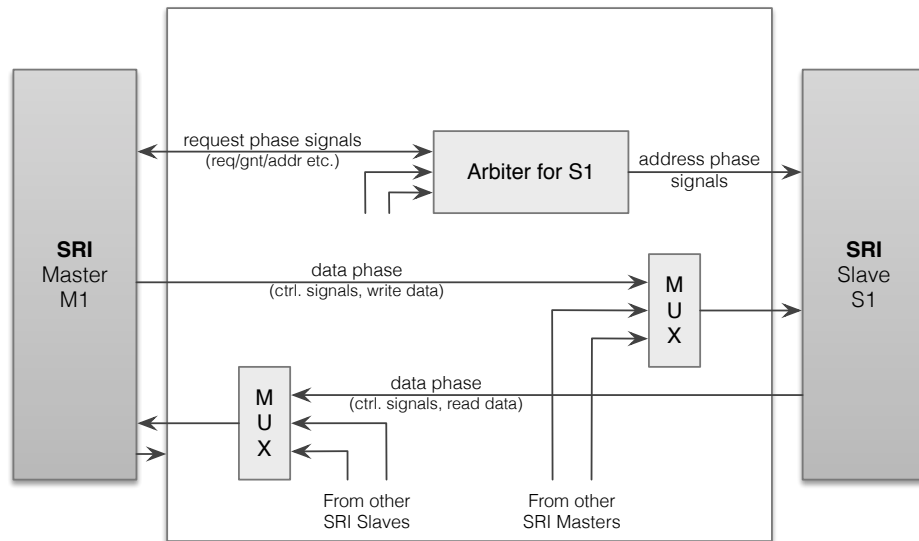 request phase signals
(req/gnt/addr etc.)
Arbiter for S1
address phase
signals
SRI
Master
M1
SRI
Slave
S1
data phase
(ctrl. signals, write data)
M
U
X
data phase
(ctrl. signals, read data)
M
U
X
From other
SRI Slaves
From other
SRI Masters